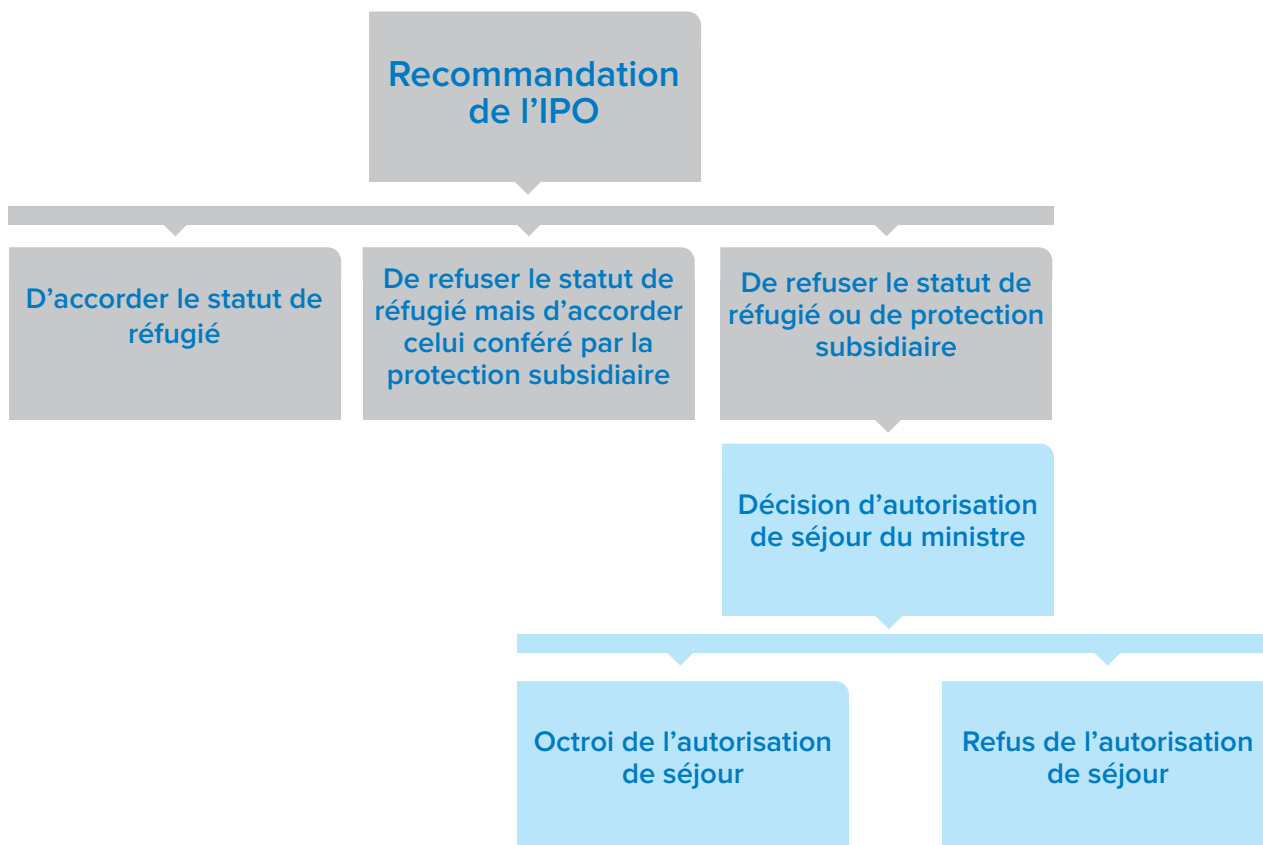 Recommandation
de l’IPO
D’accorder le statut de
réfugié
De refuser le statut de
réfugié mais d’accorder
celui conféré par la
protection subsidiaire
De refuser le statut de
réfugié ou de protection
subsidiaire
Décision d’autorisation
de séjour du ministre
Octroi de l’autorisation
de séjour
Refus de l’autorisation
de séjour